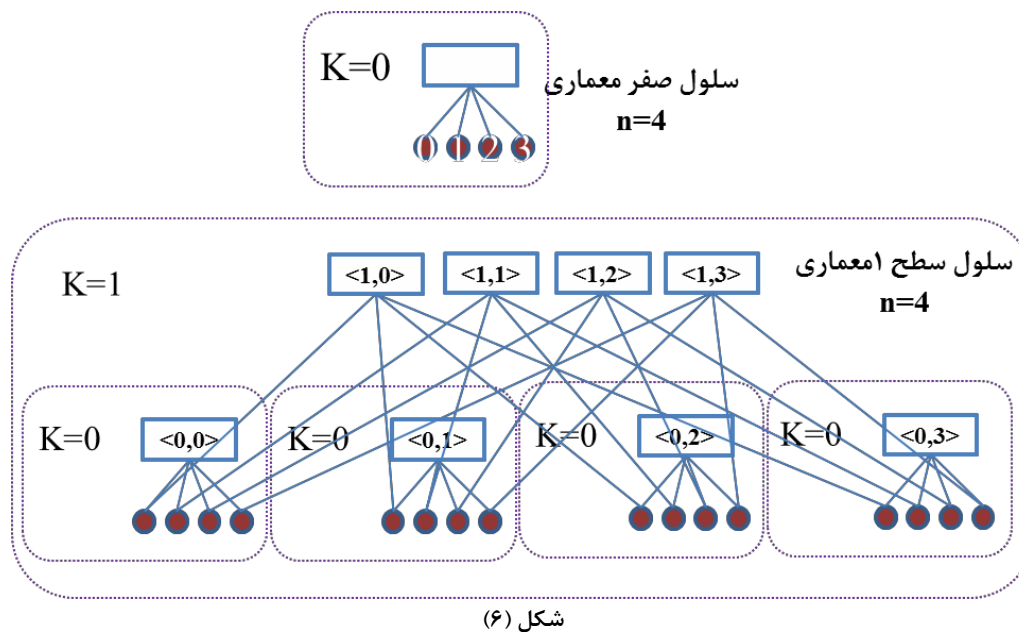 K=0
سلول صفر معماری
n=4
0 1 2 3
<1,0> <1,1> <1,2> <1,3>
سلول سطح ۱معماری
n=4
K=1
K=0 <0,0> K=0 <0,1> K=0 <0,2> K=0 <0,3>
شکل (۶)